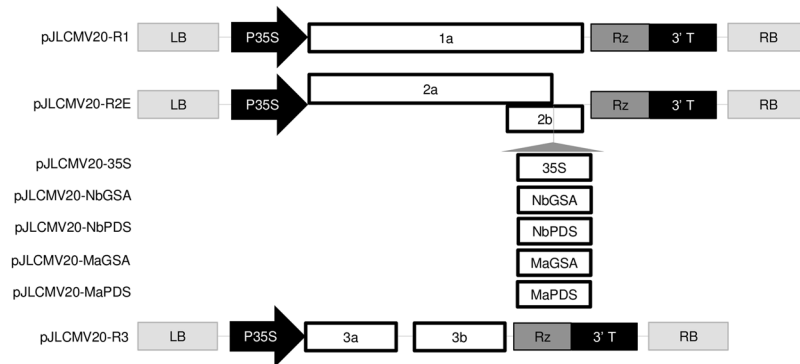 pJLCMV20-R1 LB P35S 1a Rz 3' T RB
2a
pJLCMV20-R2E LB P35S Rz 3' T RB
2b
pJLCMV20-35S 35S
pJLCMV20-NbGSA NbGSA
pJLCMV20-NbPDS NbPDS
pJLCMV20-MaGSA MaGSA
pJLCMV20-MaPDS MaPDS
pJLCMV20-R3 LB P35S 3a 3b Rz 3' T RB